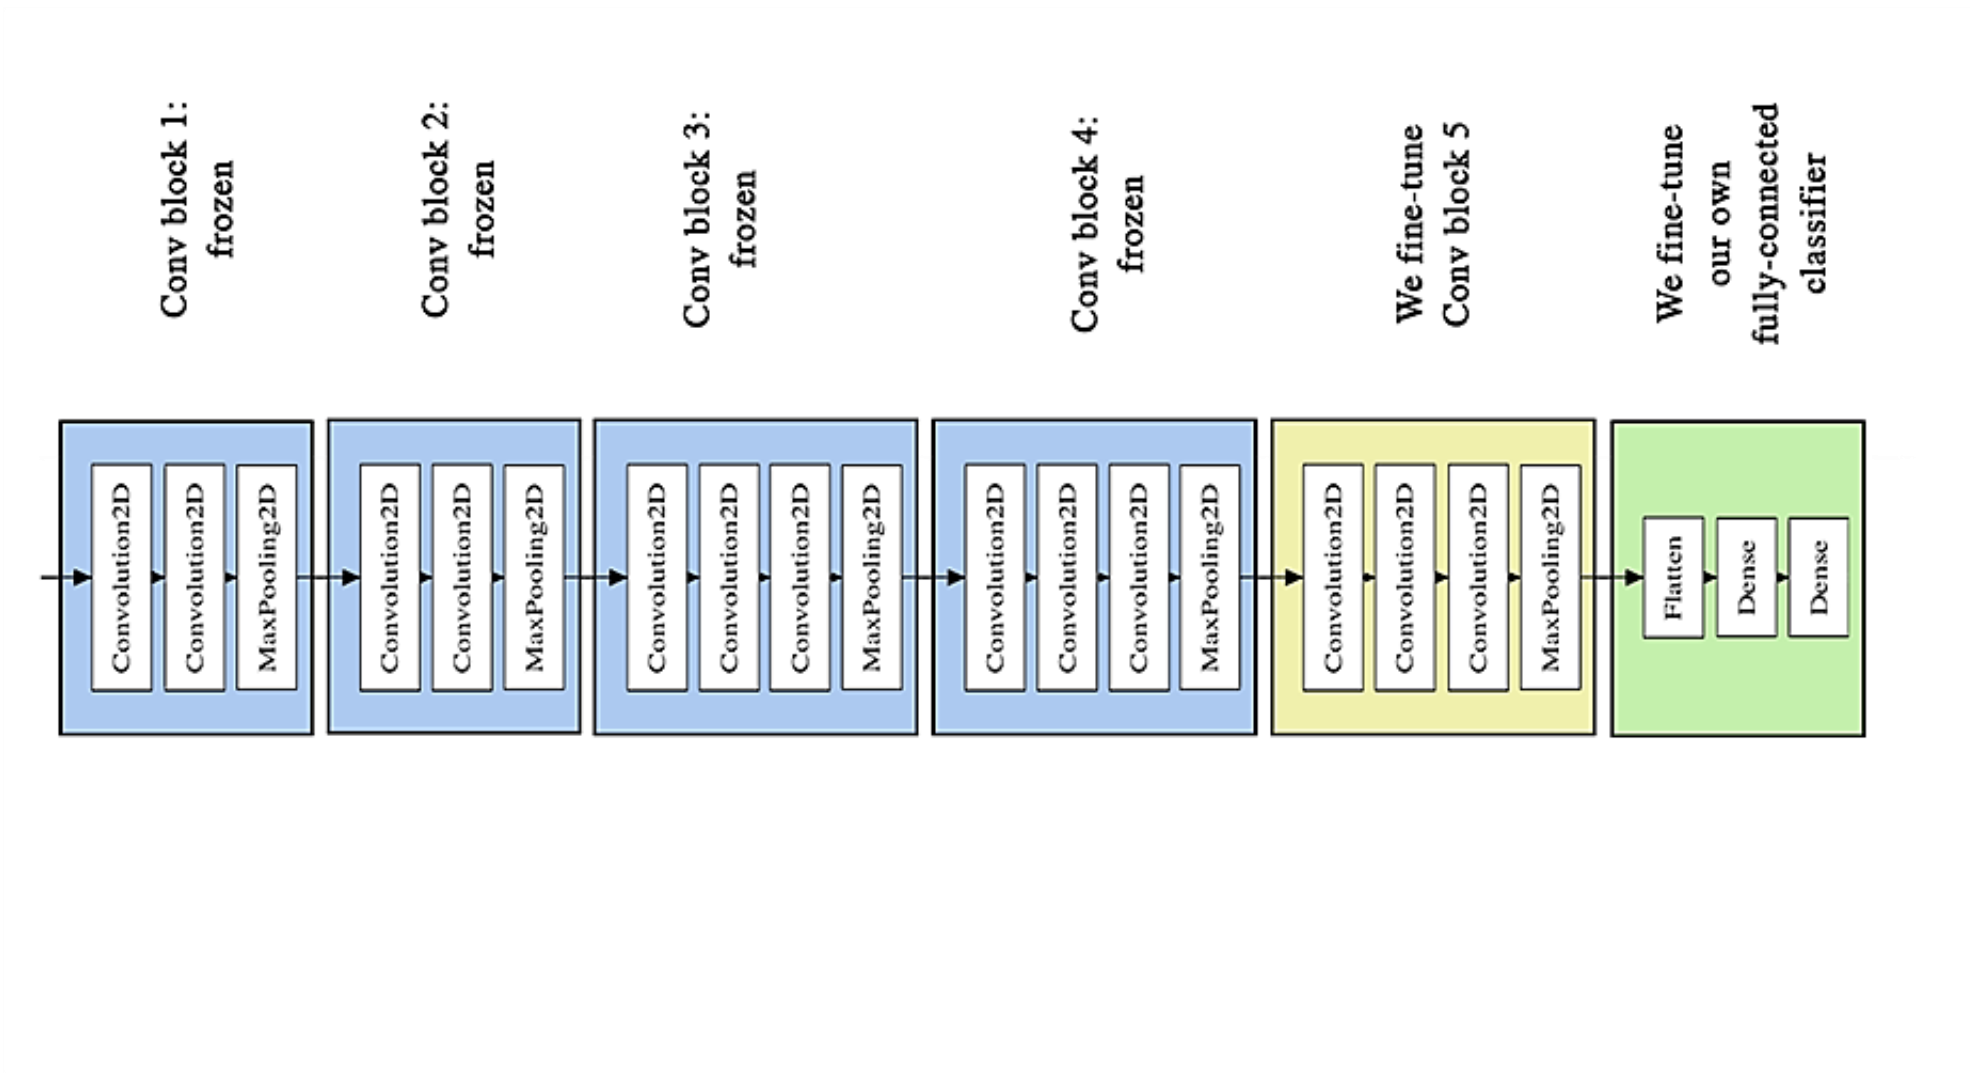 Conv block 1:
frozen
Conv block 2:
frozen
Conv block 3:
frozen
Conv block 4:
frozen
We fine-tune
Conv block 5
We fine-tune
our own
fully-connected
classifier
Convolution2D
Convolution2D
MaxPooling2D
Convolution2D
Convolution2D
MaxPooling2D
Convolution2D
Convolution2D
Convolution2D
MaxPooling2D
Convolution2D
Convolution2D
Convolution2D
MaxPooling2D
Convolution2D
Convolution2D
Convolution2D
MaxPooling2D
Flatten
Dense
Dense